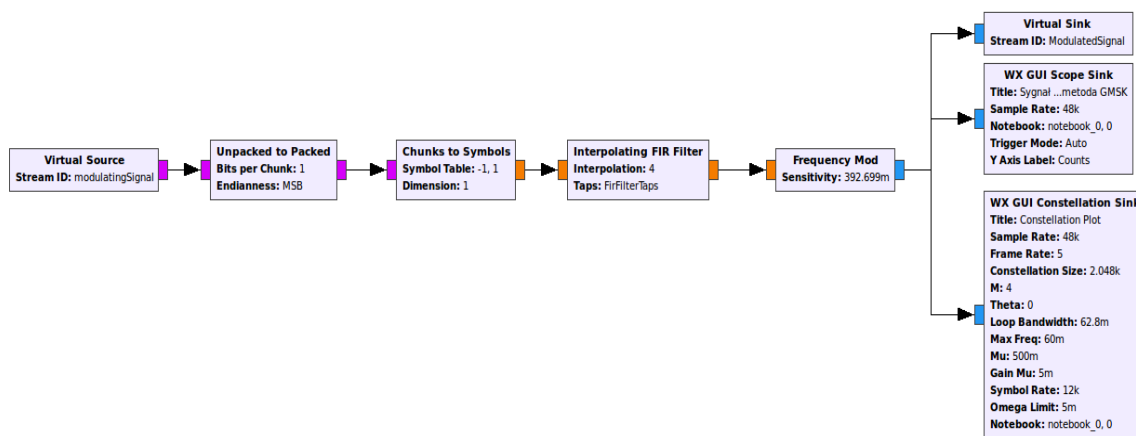 Virtual Source
Stream ID: modulatingSignal
Unpacked to Packed
Bits per Chunk: 1
Endianness: MSB
Chunks to Symbols
Symbol Table: -1, 1
Dimension: 1
Interpolating FIR Filter
Interpolation: 4
Taps: FirFilterTaps
Frequency Mod
Sensitivity: 392.699m
Virtual Sink
Stream ID: ModulatedSignal
WX GUI Scope Sink
Title: Sygnał ...metoda GMSK
Sample Rate: 48k
Notebook: notebook_0, 0
Trigger Mode: Auto
Y Axis Label: Counts
WX GUI Constellation Sink
Title: Constellation Plot
Sample Rate: 48k
Frame Rate: 5
Constellation Size: 2.048k
M: 4
Theta: 0
Loop Bandwidth: 62.8m
Max Freq: 60m
Mu: 500m
Gain Mu: 5m
Symbol Rate: 12k
Omega Limit: 5m
Notebook: notebook_0, 0